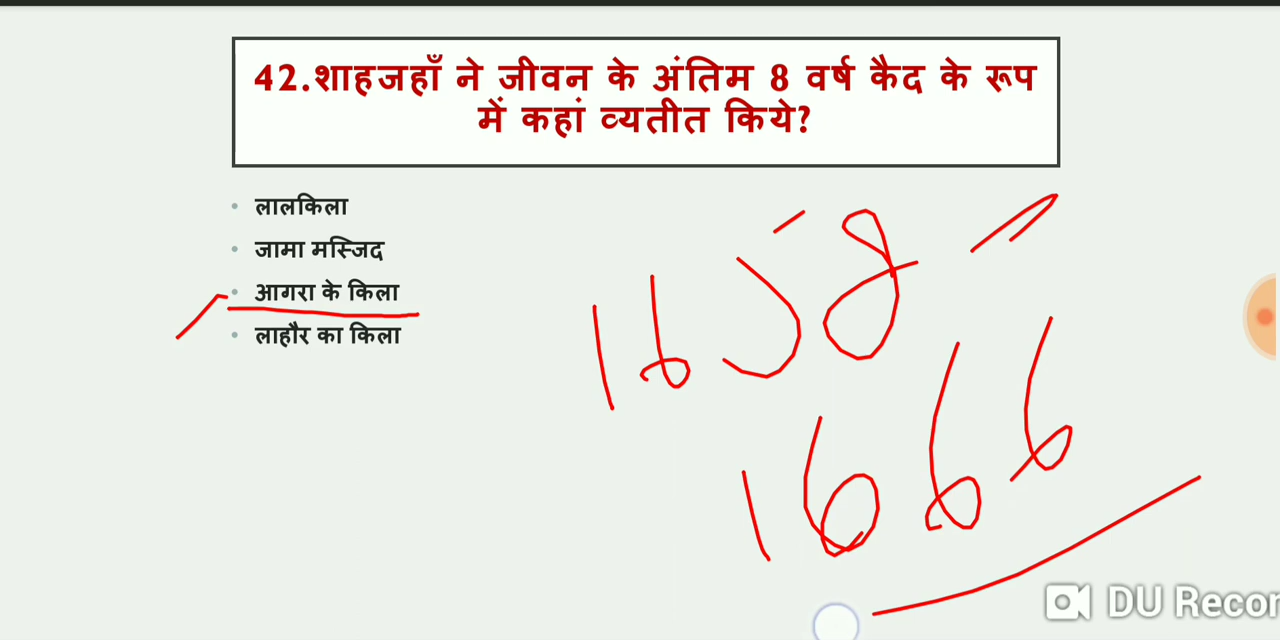 42.शाहजहाँ ने जीवन के अंतिम 8 वर्ष कैद के रूप
में कहां व्यतीत किये?
लालकिला
जामा मस्जिद
आगरा के किला
लाहौर का किला
1658
1666
DU Recor